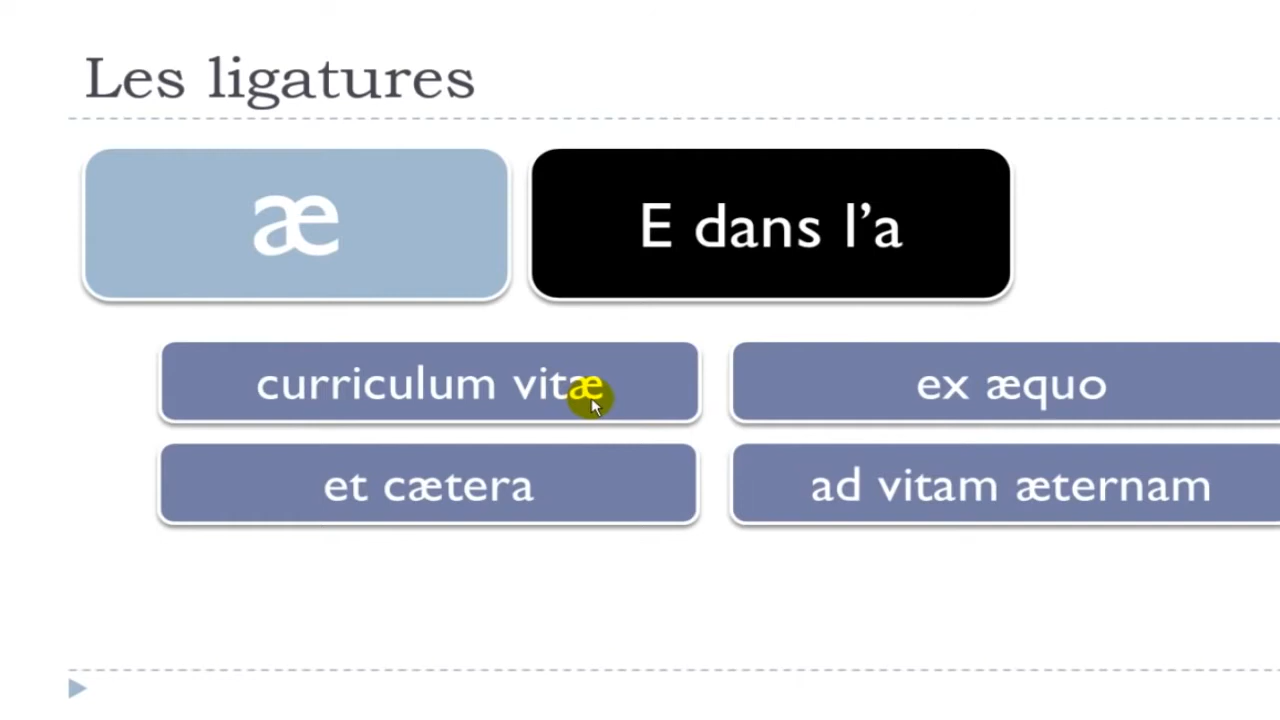 Les ligatures
æ
E dans l’a
curriculum vitæ
ex æquo
et cætera
ad vitam æternam